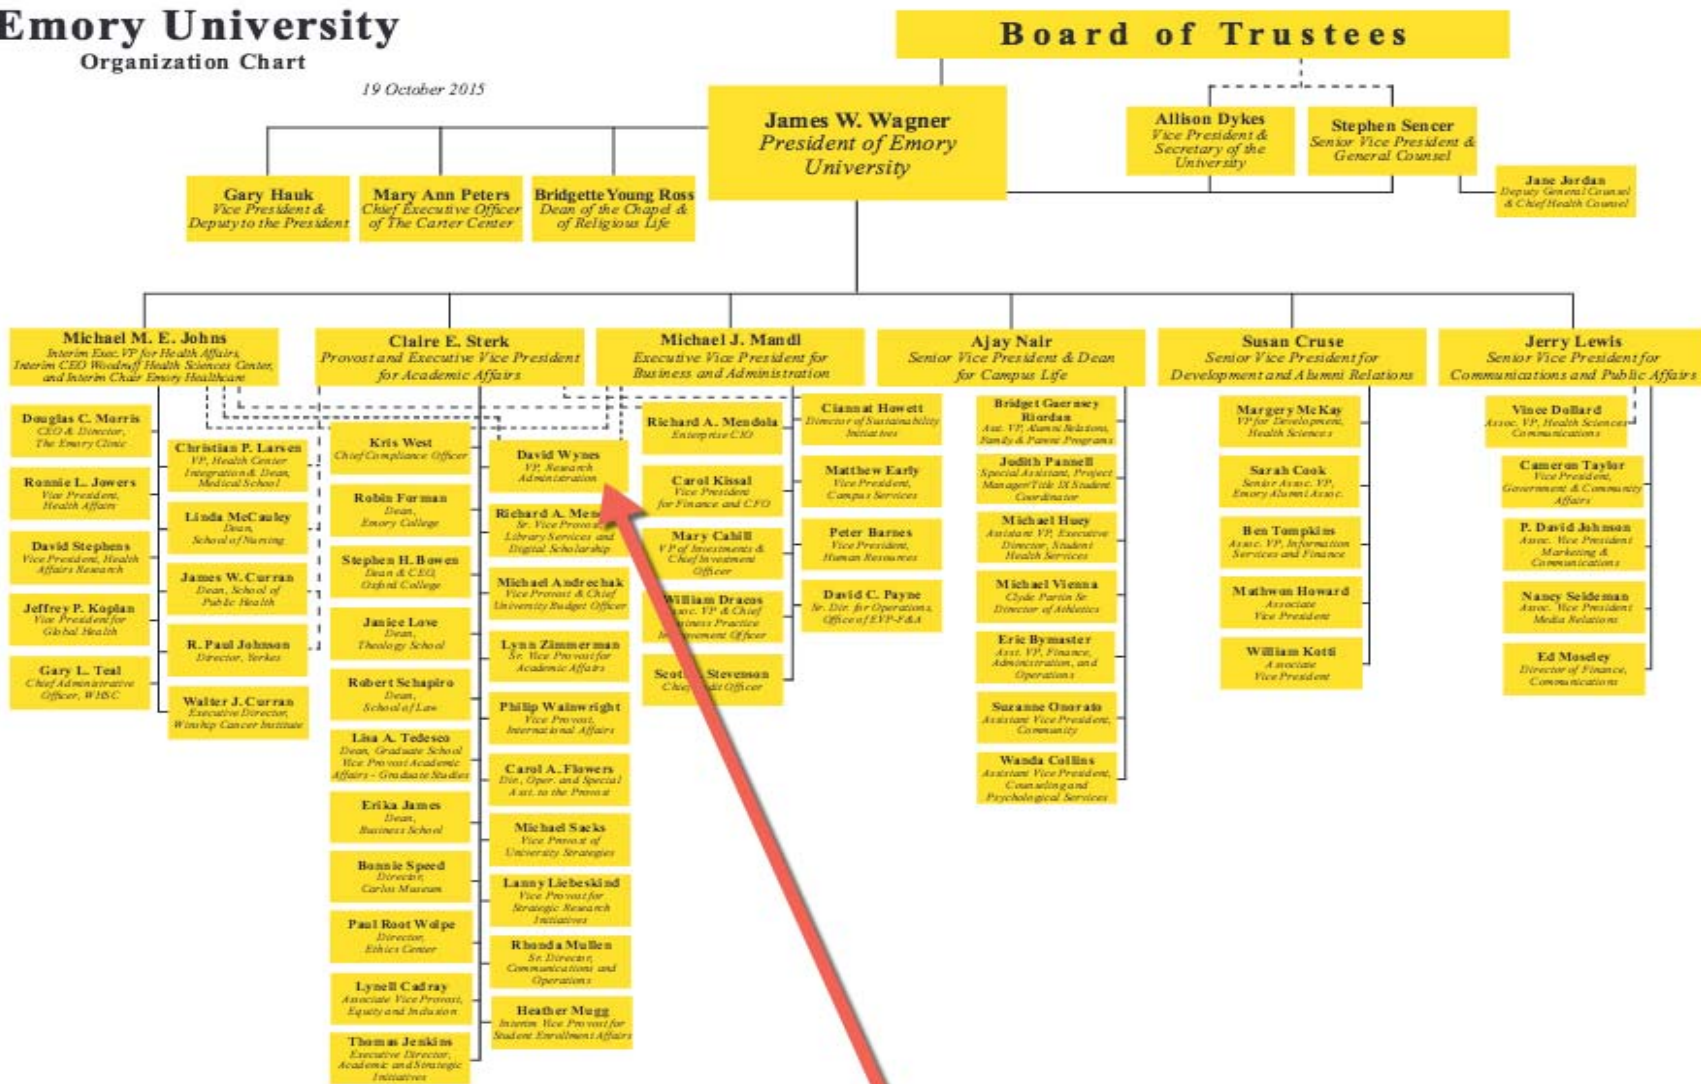 Emory University
Organization Chart
19 October 2015
Board of Trustees
James W. Wagner
President of Emory
University
Allison Dykes
Vice President &
Secretary of the
University
Stephen Sencer
Senior Vice President &
General Counsel
Jane Jordan
Deputy General Counsel
& Chief Health Counsel
Gary Hauk
Vice President &
Deputy to the President
Mary Ann Peters
Chief Executive Officer
of The Carter Center
Bridgette Young Ross
Dean of the Chapel &
of Religious Life
Michael M. E. Johns
Interim Exec. VP for Health Affairs,
Interim CEO Woodruff Health Sciences Center,
and Interim Chair Emory Healthcare
Douglas C. Morris
CEO & Director,
The Emory Clinic
Ronnie L. Jowers
Vice President,
Health Affairs
David Stephens
Vice President, Health
Affairs Research
Jeffrey P. Koplan
Vice President for
Global Health
Gary L. Teal
Chief Administrative
Officer, WHSC
Christian P. Larsen
VP, Health Center
Integration & Dean,
Medical School
Linda McCauley
Dean,
School of Nursing
James W. Curran
Dean, School of
Public Health
R. Paul Johnson
Director, Yerkes
Walter J. Curran
Executive Director,
Winship Cancer Institute
Claire E. Sterk
Provost and Executive Vice President
for Academic Affairs
Kris West
Chief Compliance Officer
Robin Forman
Dean,
Emory College
Stephen H. Bowen
Dean & CEO,
Oxford College
Janice Love
Dean,
Theology School
Robert Schapiro
Dean,
School of Law
Lisa A. Tedesco
Dean, Graduate School
Vice Provost Academic
Affairs - Graduate Studies
Erika James
Dean,
Business School
Bonnie Speed
Director,
Carlos Museum
Paul Root Wolpe
Director,
Ethics Center
Lynell Cadray
Associate Vice Provost,
Equity and Inclusion
Thomas Jenkins
Executive Director,
Academic and Strategic
Initiatives
David Wynes
VP, Research
Administration
Richard A.
Sr. Vice Provost
Library Services and
Digital Scholarship
Michael Andrechak
Vice Provost & Chief
University Budget Officer
Lynn Zimmerman
Sr. Vice Provost for
Academic Affairs
Philip Wainwright
Vice Provost,
International Affairs
Carol A. Flowers
Dir., Oper. and Special
Asst. to the Provost
Michael Sacks
Vice Provost of
University Strategies
Lanny Liebeskind
Vice Provost for
Strategic Research
Initiatives
Rhonda Mullen
Sr. Director,
Communications and
Operations
Heather Mugg
Interim Vice Provost for
Student Enrollment Affairs
Michael J. Mandl
Executive Vice President for
Business and Administration
Richard A. Mendola
Enterprise CIO
Carol Kissal
Vice President
for Finance and CFO
Mary Cahill
VP of Investments &
Chief Investment
Officer
William Dracos
Assoc. VP & Chief
Business Practice
Improvement Officer
Stevenson
Chief Audit Officer
Ciannat Howett
Director of Sustainability
Initiatives
Matthew Early
Vice President,
Campus Services
Peter Barnes
Vice President,
Human Resources
David C. Payne
Sr. Dir. for Operations,
Office of EVP-F&A
Ajay Nair
Senior Vice President & Dean
for Campus Life
Bridget Guernsey
Riordan
Asst. VP, Alumni Relations,
Family & Parent Programs
Judith Pannell
Special Assistant, Project
Manager/Title IX Student
Coordinator
Michael Huey
Assistant VP, Executive
Director, Student
Health Services
Michael Vienna
Clyde Partin Sr.
Director of Athletics
Eric Bymaster
Asst. VP, Finance,
Administration, and
Operations
Suzanne Onorato
Assistant Vice President,
Community
Wanda Collins
Assistant Vice President,
Counseling and
Psychological Services
Susan Cruse
Senior Vice President for
Development and Alumni Relations
Margery McKay
VP for Development,
Health Sciences
Sarah Cook
Senior Assoc. VP,
Emory Alumni Assoc.
Ben Tompkins
Assoc. VP, Information
Services and Finance
Mathwon Howard
Associate
Vice President
William Kotti
Associate
Vice President
Jerry Lewis
Senior Vice President for
Communications and Public Affairs
Vince Dollard
Assoc. VP, Health Sciences
Communications
Cameron Taylor
Vice President,
Government & Community
Affairs
P. David Johnson
Assoc. Vice President
Marketing &
Communications
Nancy Seideman
Assoc. Vice President
Media Relations
Ed Moseley
Director of Finance,
Communications